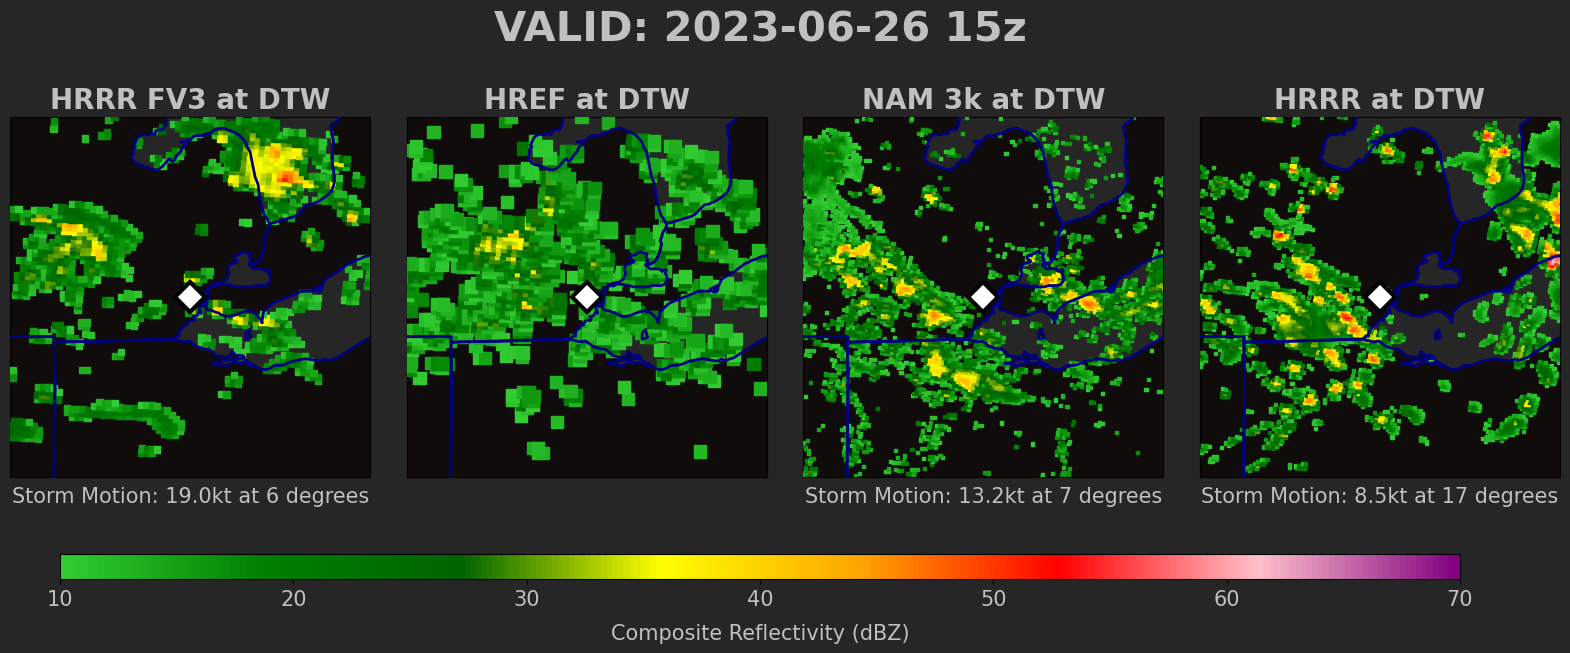 VALID: 2023-06-26 15z
HRRR FV3 at DTW
HREF at DTW
NAM 3k at DTW
HRRR at DTW
Storm Motion: 19.0kt at 6 degrees
Storm Motion: 13.2kt at 7 degrees
Storm Motion: 8.5kt at 17 degrees
10 20 30 40 50 60 70
Composite Reflectivity (dBZ)